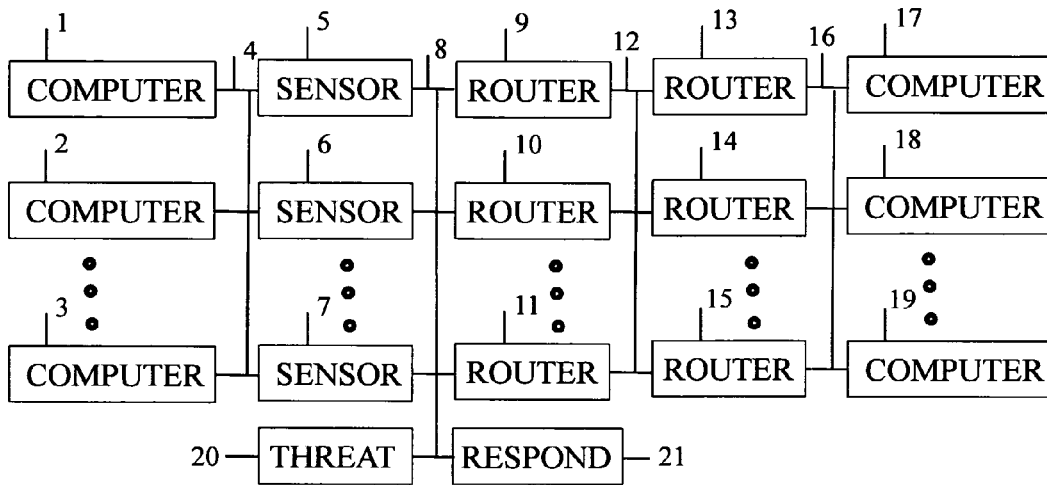 1 5 9 13 17
4 8 12 16
COMPUTER SENSOR ROUTER ROUTER COMPUTER
2 6 10 14 18
COMPUTER SENSOR ROUTER ROUTER COMPUTER
3 7 11 15 19
COMPUTER SENSOR ROUTER ROUTER COMPUTER
20 THREAT RESPOND 21